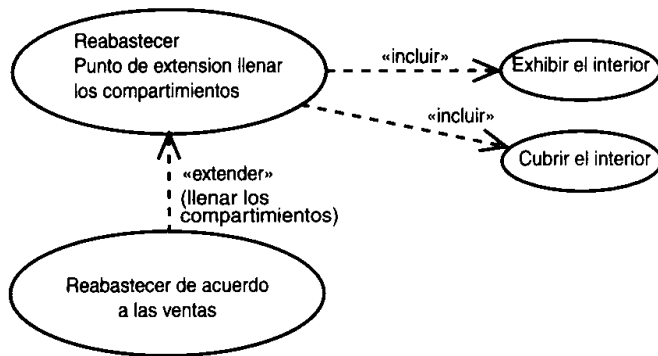 Reabastecer
Punto de extension llenar
los compartimientos
«incluir»
Exhibir el interior
«incluir»
Cubrir el interior
«extender»
(llenar los
compartimientos)
Reabastecer de acuerdo
a las ventas